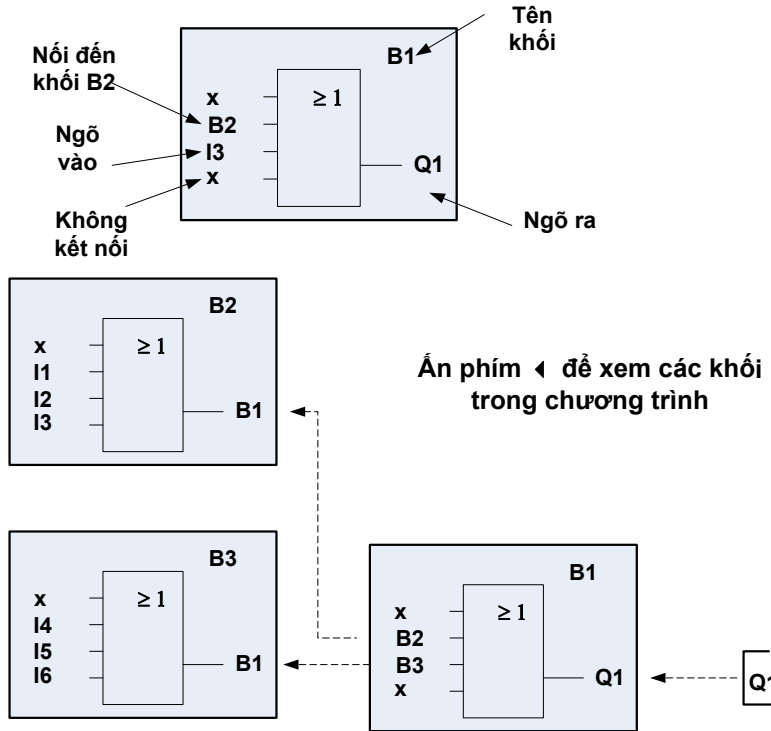 Tên
khối
B1
Nối đến
khối B2
≥ 1
x
B2
I3
x
Q1
Ngõ
vào
Không
kết nối
Ngõ ra
B2
≥ 1
x
I1
I2
I3
B1
Ấn phím ◂ để xem các khối
trong chương trình
B3
≥ 1
x
I4
I5
I6
B1
B1
≥ 1
x
B2
B3
x
Q1
Q1